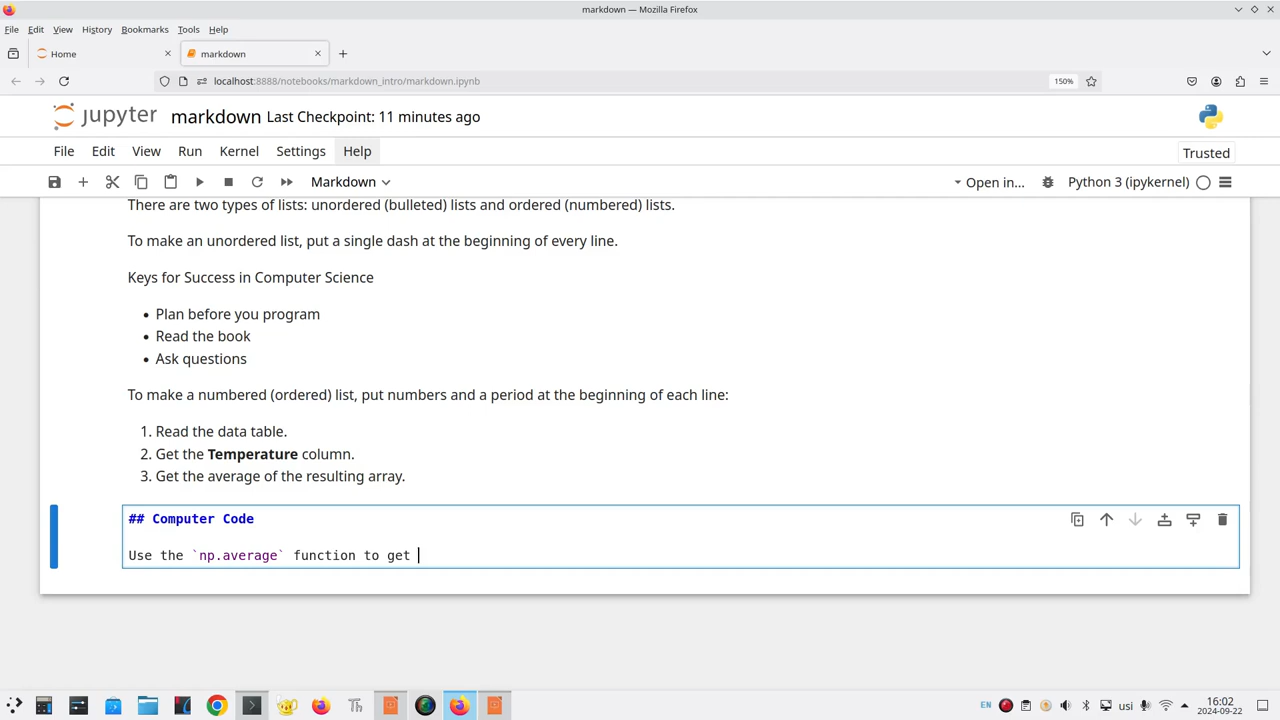 markdown — Mozilla Firefox
File Edit View History Bookmarks Tools Help
Home markdown
localhost:8888/notebooks/markdown_intro/markdown.ipynb 150%
jupyter markdown Last Checkpoint: 11 minutes ago
File Edit View Run Kernel Settings Help Trusted
Markdown Open in... Python 3 (ipykernel)
There are two types of lists: unordered (bulleted) lists and ordered (numbered) lists.
To make an unordered list, put a single dash at the beginning of every line.
Keys for Success in Computer Science
• Plan before you program
• Read the book
• Ask questions
To make a numbered (ordered) list, put numbers and a period at the beginning of each line:
1. Read the data table.
2. Get the Temperature column.
3. Get the average of the resulting array.
## Computer Code
Use the `np.average` function to get
Th EN usi 16:02
2024-09-22